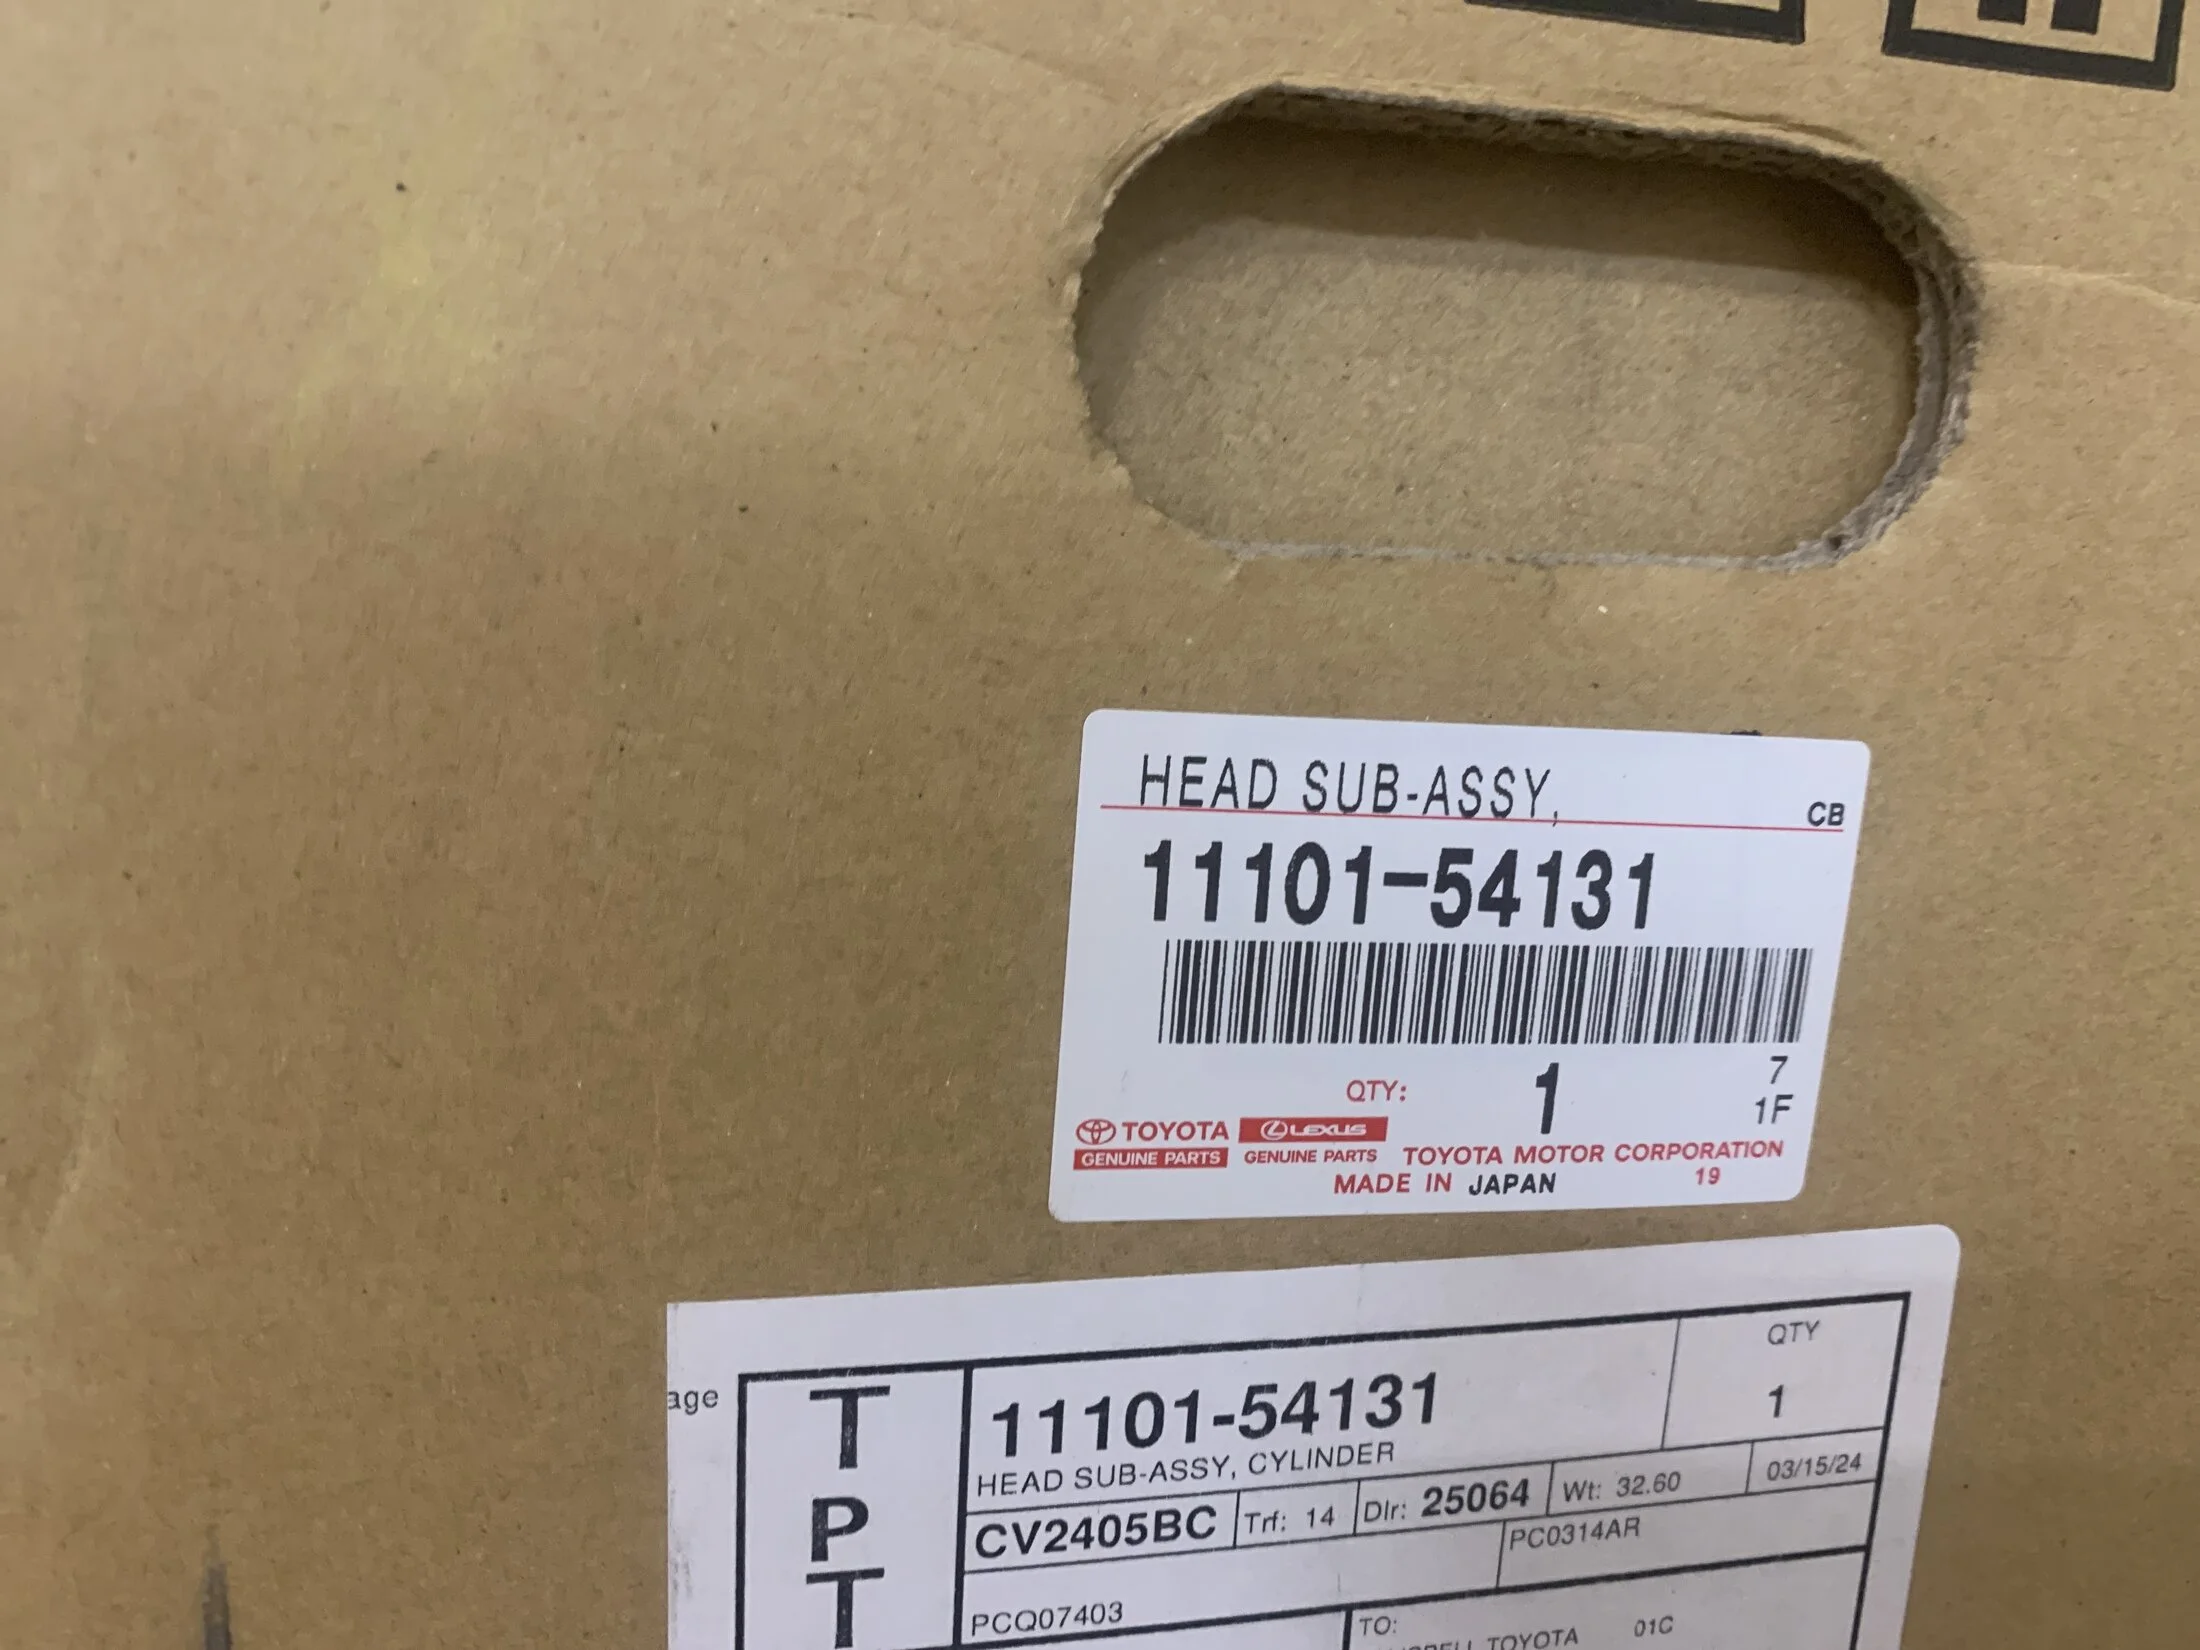 HEAD SUB-ASSY,
CB
11101-54131
QTY: 1
7
1F
TOYOTA LEXUS
GENUINE PARTS GENUINE PARTS TOYOTA MOTOR CORPORATION
MADE IN JAPAN 19
age
T
P
T
11101-54131
QTY
1
HEAD SUB-ASSY, CYLINDER
CV2405BC Trf: 14 Dlr: 25064 Wt: 32.60 03/15/24
PC0314AR
PCQ07403
TO:
TOYOTA 01C